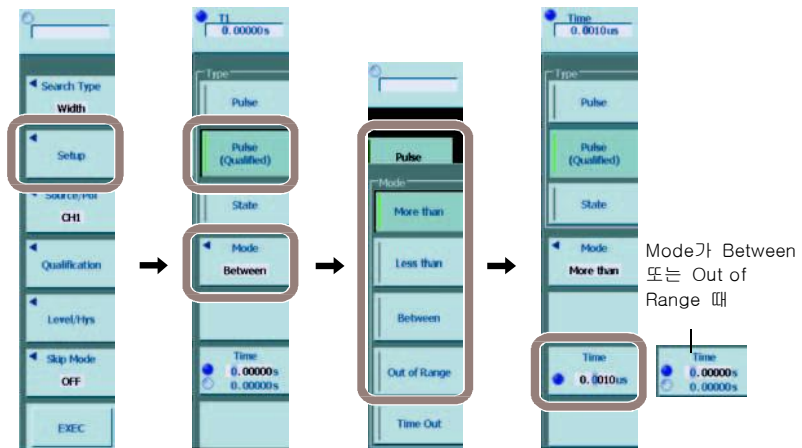 Search Type
Width
Setup
Source/Pol
CH1
Qualification
Level/Hys
Skip Mode
OFF
EXEC
T1
0.00000s
Type
Pulse
Pulse
(Qualified)
State
Mode
Between
Time
0.00000s
0.00000s
Pulse
Mode
More than
Less than
Between
Out of Range
Time Out
Time
0.0010us
Type
Pulse
Pulse
(Qualified)
State
Mode
More than
Time
0.0010us
Mode가 Between
또는 Out of
Range 때
Time
0.00000s
0.00000s